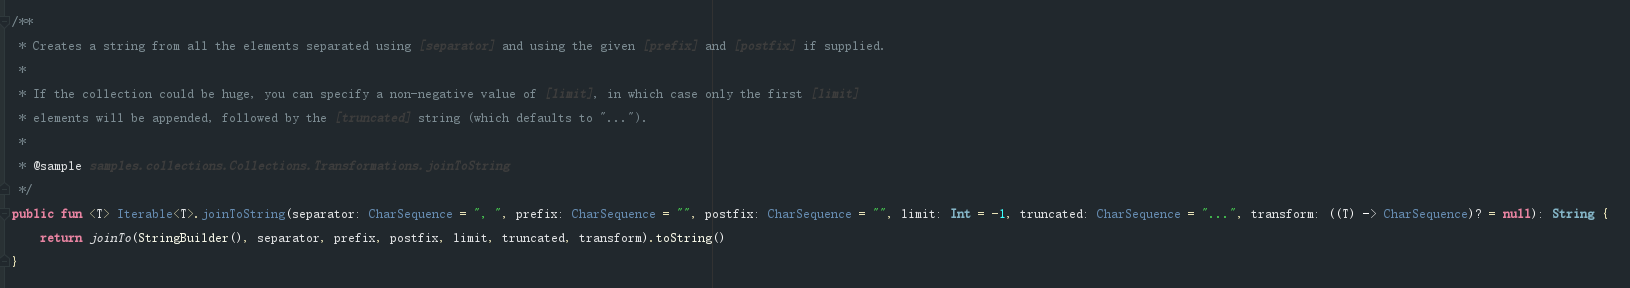 /**
* Creates a string from all the elements separated using [separator] and using the given [prefix] and [postfix] if supplied.
*
* If the collection could be huge, you can specify a non-negative value of [limit], in which case only the first [limit]
* elements will be appended, followed by the [truncated] string (which defaults to "...").
*
* @sample samples.collections.Collections.Transformations.joinToString
*/
public fun <T> Iterable<T>.joinToString(separator: CharSequence = ", ", prefix: CharSequence = "", postfix: CharSequence = "", limit: Int = -1, truncated: CharSequence = "...", transform: ((T) -> CharSequence)? = null): String {
return joinTo(StringBuilder(), separator, prefix, postfix, limit, truncated, transform).toString()
}